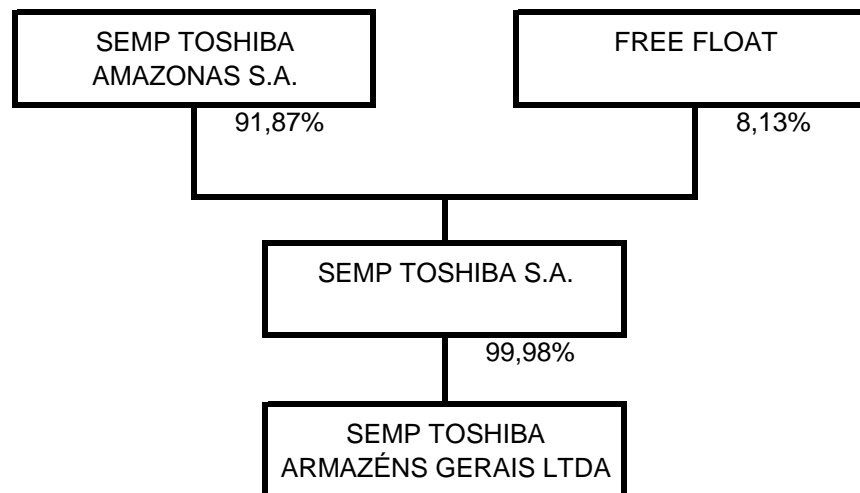 SEMP TOSHIBA
AMAZONAS S.A.
FREE FLOAT
91,87%
8,13%
SEMP TOSHIBA S.A.
99,98%
SEMP TOSHIBA
ARMAZÉNS GERAIS LTDA